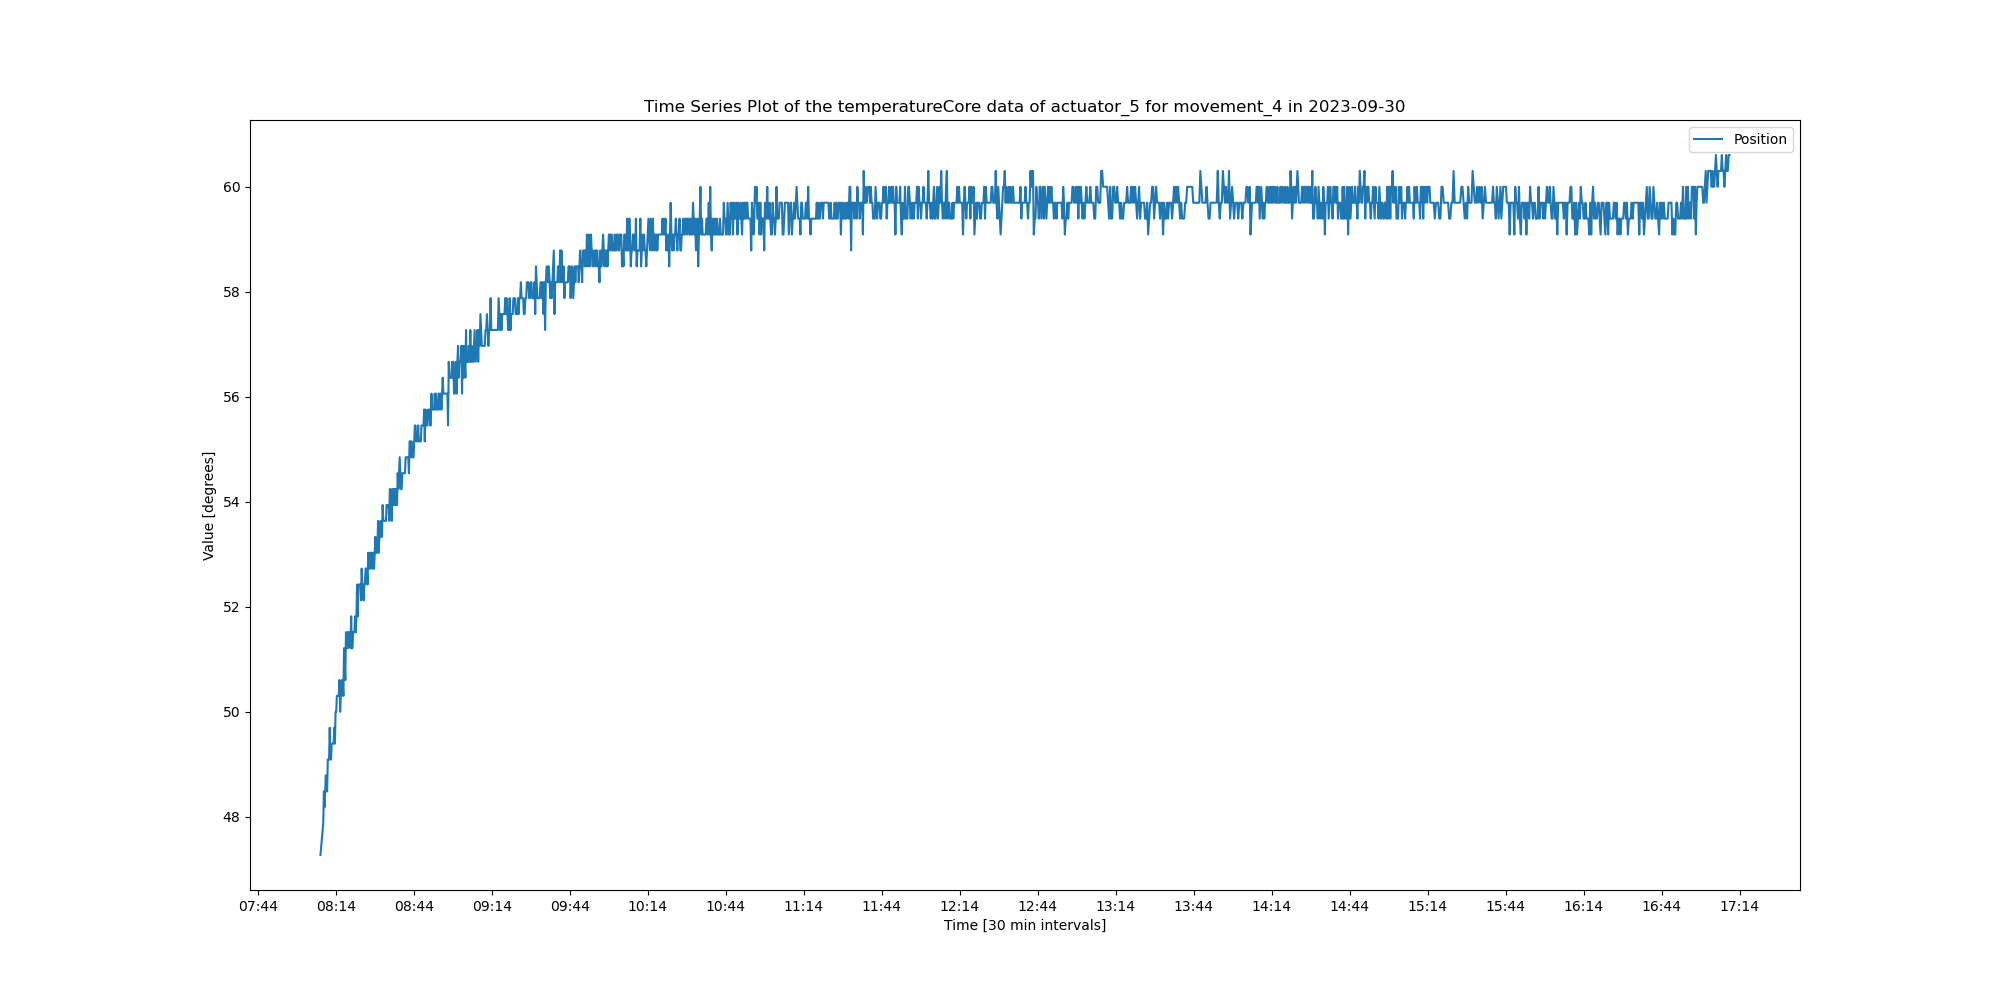 Time Series Plot of the temperatureCore data of actuator_5 for movement_4 in 2023-09-30
Position
60
58
56
54
52
50
48
Value [degrees]
07:44 08:14 08:44 09:14 09:44 10:14 10:44 11:14 11:44 12:14 12:44 13:14 13:44 14:14 14:44 15:14 15:44 16:14 16:44 17:14
Time [30 min intervals]